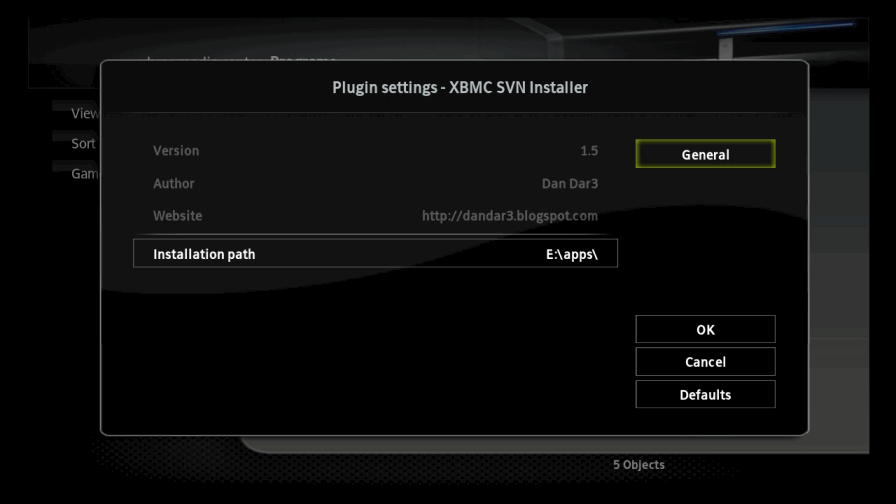 Plugin settings - XBMC SVN Installer
View
Sort
Gam
Version 1.5
General
Author Dan Dar3
Website http://dandar3.blogspot.com
Installation path E:\apps\
OK
Cancel
Defaults
5 Objects